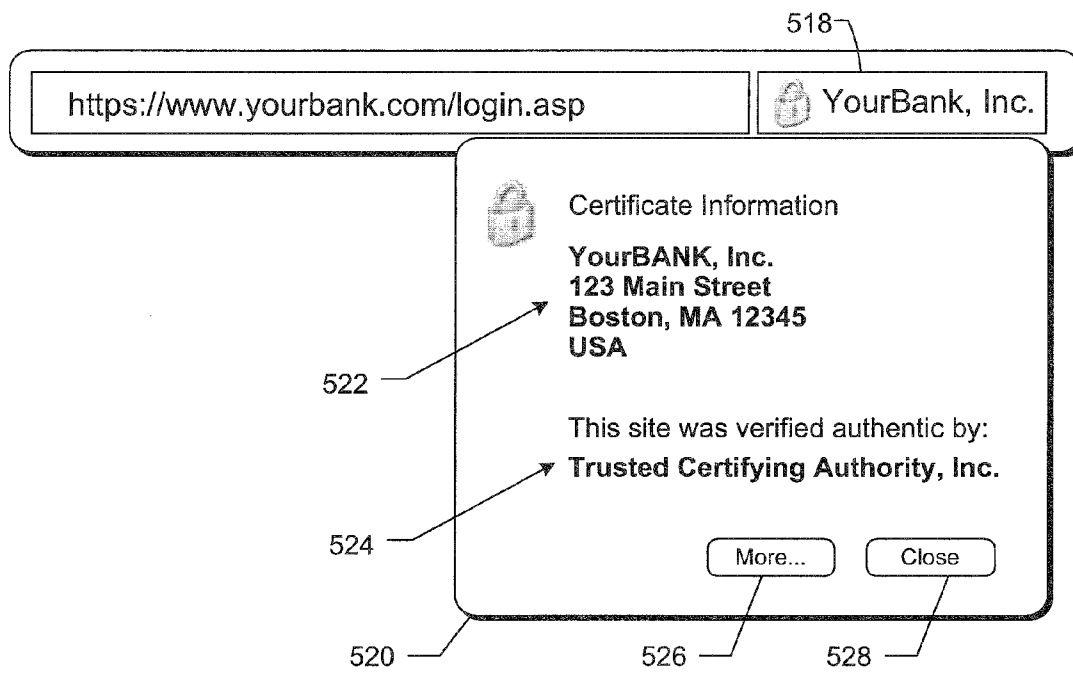 518
https://www.yourbank.com/login.asp
YourBank, Inc.
Certificate Information
YourBANK, Inc.
123 Main Street
Boston, MA 12345
USA
522
This site was verified authentic by:
Trusted Certifying Authority, Inc.
524
More...
Close
520
526
528